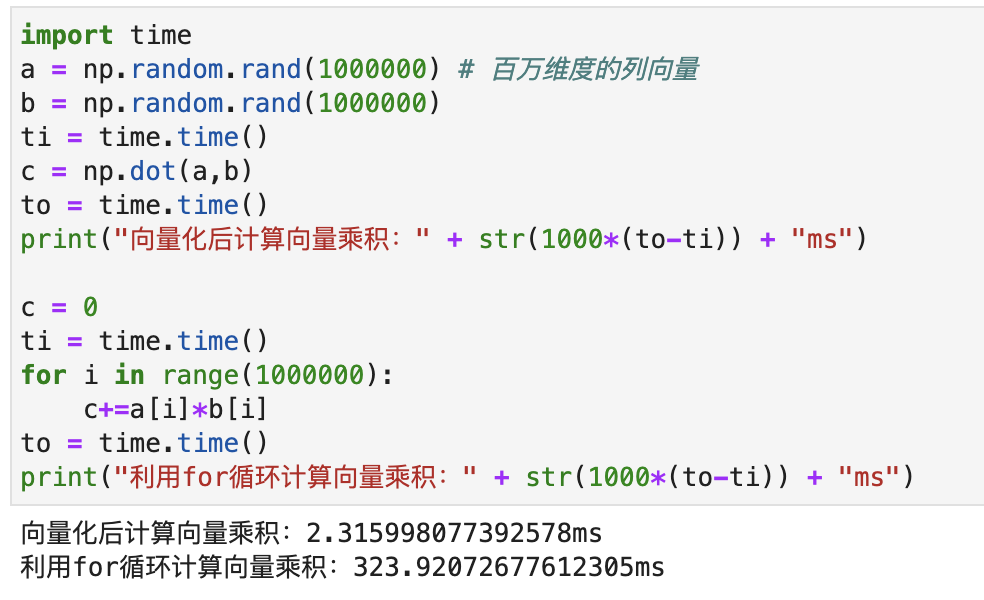 import time
a = np.random.rand(1000000) # 百万维度的列向量
b = np.random.rand(1000000)
ti = time.time()
c = np.dot(a,b)
to = time.time()
print("向量化后计算向量乘积：" + str(1000*(to-ti)) + "ms")
c = 0
ti = time.time()
for i in range(1000000):
    c+=a[i]*b[i]
to = time.time()
print("利用for循环计算向量乘积：" + str(1000*(to-ti)) + "ms")
向量化后计算向量乘积：2.315998077392578ms
利用for循环计算向量乘积：323.92072677612305ms